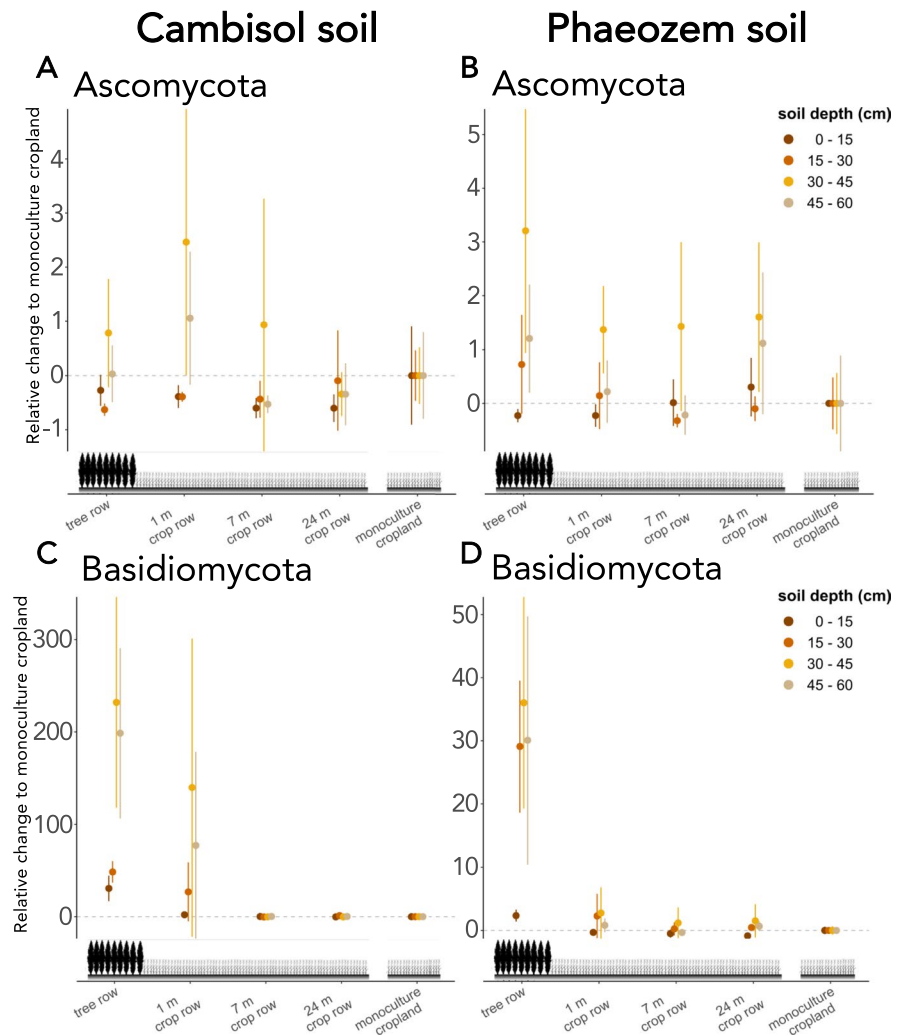 Cambisol soil
Phaeozem soil
A
Ascomycota
B
Ascomycota
Relative change to monoculture cropland
4
3
2
1
0
-1
5
4
3
2
1
0
soil depth (cm)
0 - 15
15 - 30
30 - 45
45 - 60
tree row
1 m
crop row
7 m
crop row
24 m
crop row
monoculture
cropland
tree row
1 m
crop row
7 m
crop row
24 m
crop row
monoculture
cropland
C
Basidiomycota
D
Basidiomycota
Relative change to monoculture cropland
300
200
100
0
50
40
30
20
10
0
soil depth (cm)
0 - 15
15 - 30
30 - 45
45 - 60
tree row
1 m
crop row
7 m
crop row
24 m
crop row
monoculture
cropland
tree row
1 m
crop row
7 m
crop row
24 m
crop row
monoculture
cropland